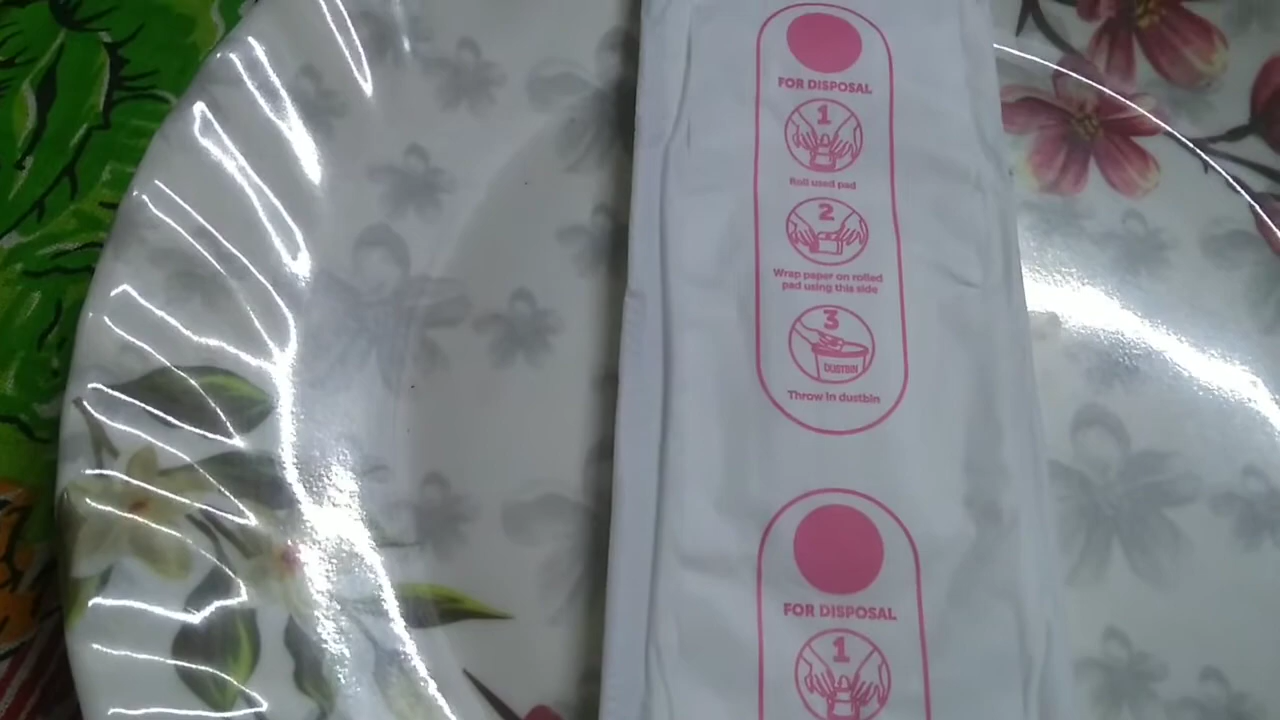 FOR DISPOSAL
1
Roll used pad
2
Wrap paper on rolled
pad using this side
3
DUSTBIN
Throw in dustbin
FOR DISPOSAL
1